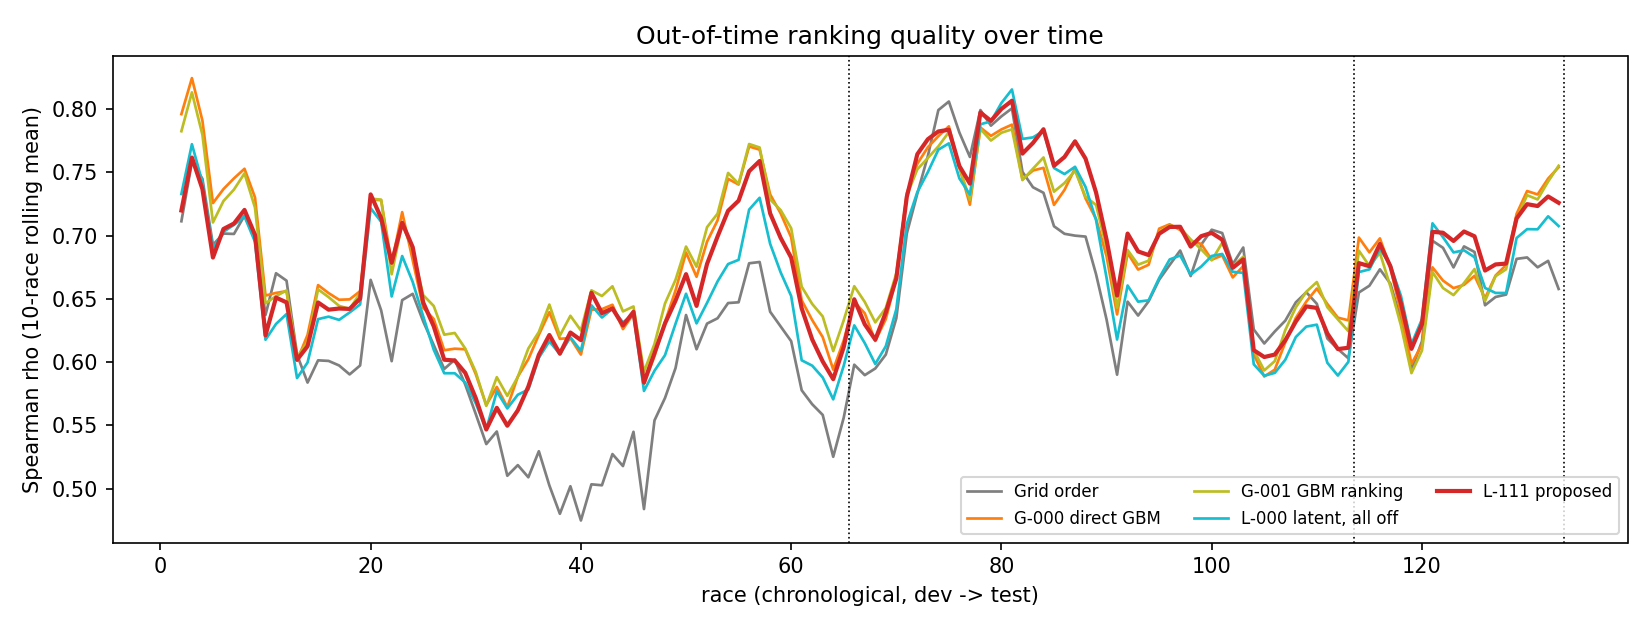 Out-of-time ranking quality over time
Spearman rho (10-race rolling mean)
0.80
0.75
0.70
0.65
0.60
0.55
0.50
0 20 40 60 80 100 120
race (chronological, dev -> test)
Grid order
G-000 direct GBM
G-001 GBM ranking
L-000 latent, all off
L-111 proposed